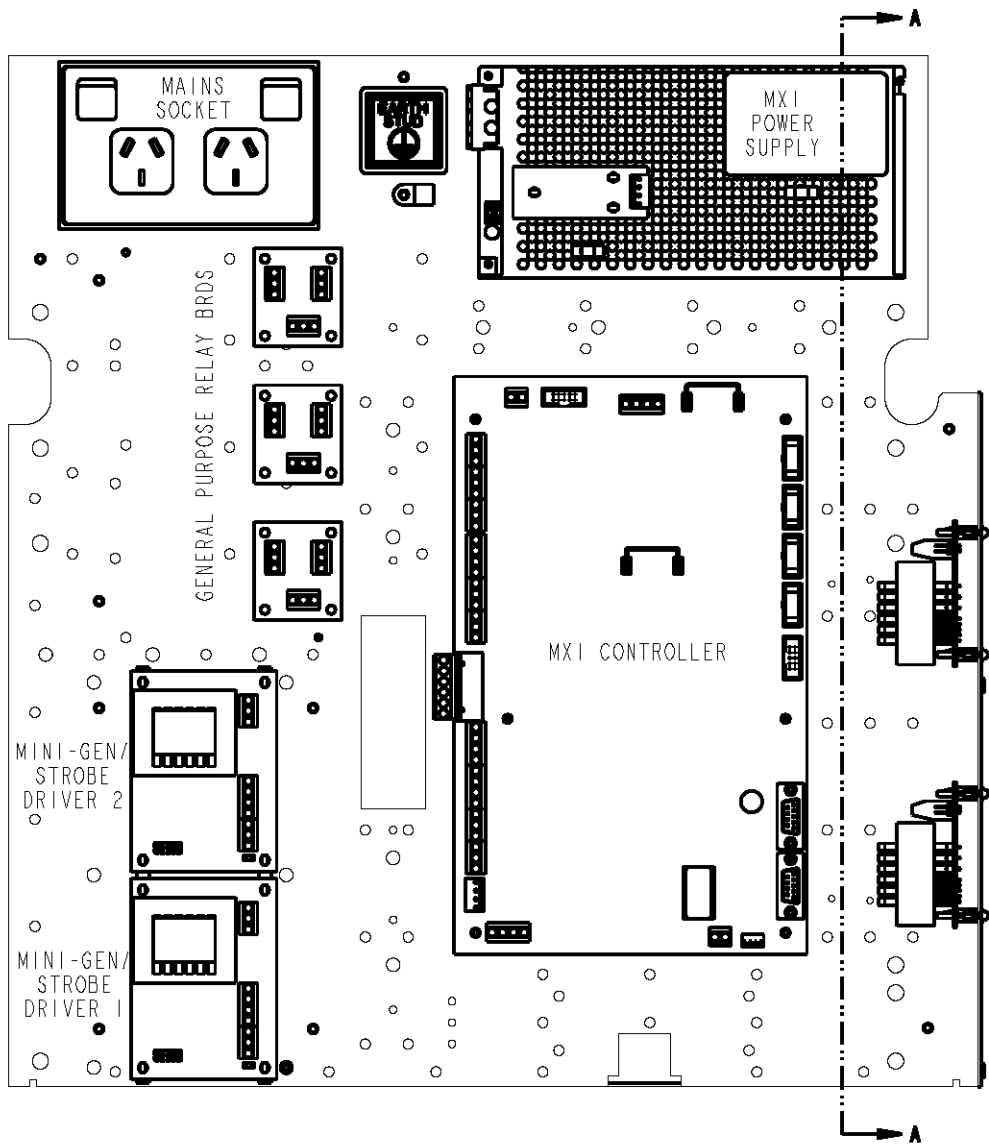 A
MAINS
SOCKET
EARTH
STUD
MXI
POWER
SUPPLY
GENERAL PURPOSE RELAY BRDS
MXI CONTROLLER
MINI-GEN/
STROBE
DRIVER 2
MINI-GEN/
STROBE
DRIVER 1
A